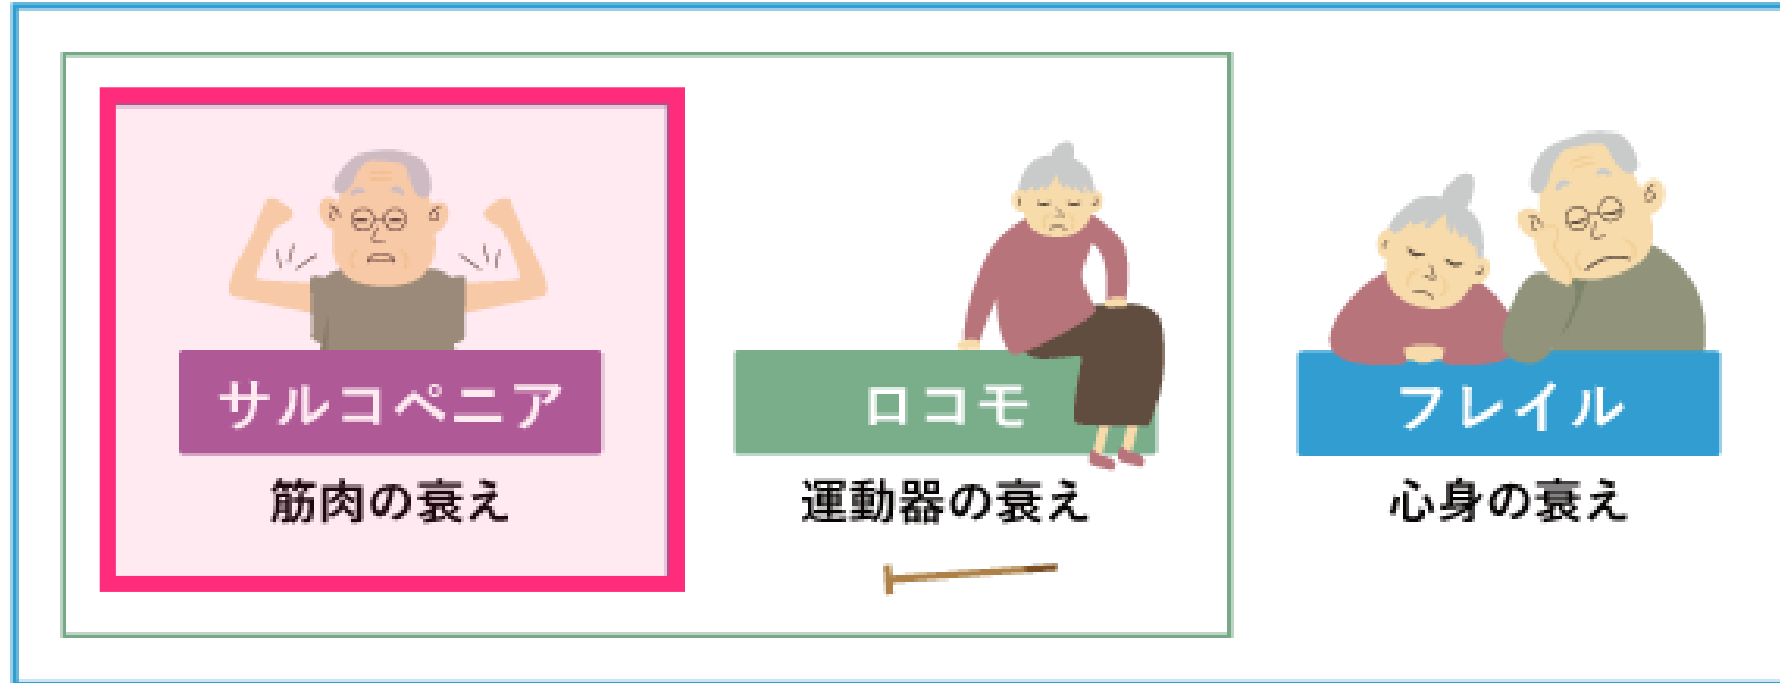 サルコペニア
筋肉の衰え
ロコモ
運動器の衰え
フレイル
心身の衰え